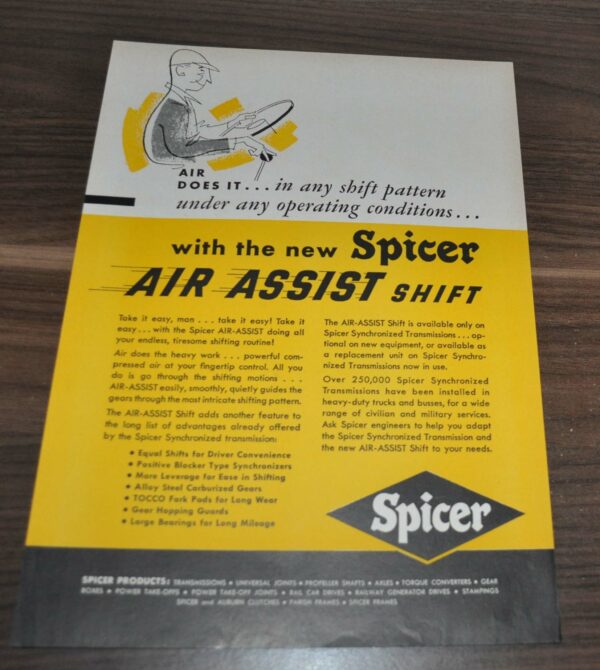 AIR
DOES IT... in any shift pattern
under any operating conditions...
with the new Spicer
AIR ASSIST SHIFT
Take it easy, man . . . take it easy! Take it
easy . . . with the Spicer AIR-ASSIST doing all
your endless, tiresome shifting routine!
Air does the heavy work . . . powerful com-
pressed air at your fingertip control. All you
do is go through the shifting motions . . .
AIR-ASSIST easily, smoothly, quietly guides the
gears through the most intricate shifting pattern.
The AIR-ASSIST Shift adds another feature to
the long list of advantages already offered
by the Spicer Synchronized transmission:
• Equal Shifts for Driver Convenience
• Positive Blocker Type Synchronizers
• More Leverage for Ease in Shifting
• Alloy Steel Carburized Gears
• TOCCO Fork Pads for Long Wear
• Gear Hopping Guards
• Large Bearings for Long Mileage
The AIR-ASSIST Shift is available only on
Spicer Synchronized Transmissions . . . op-
tional on new equipment, or available as
a replacement unit on Spicer Synchro-
nized Transmissions now in use.
Over 250,000 Spicer Synchronized
Transmissions have been installed in
heavy-duty trucks and busses, for a wide
range of civilian and military services.
Ask Spicer engineers to help you adapt
the Spicer Synchronized Transmission and
the new AIR-ASSIST Shift to your needs.
Spicer
SPICER PRODUCTS: TRANSMISSIONS • UNIVERSAL JOINTS • PROPELLER SHAFTS • AXLES • TORQUE CONVERTERS • GEAR
BOXES • POWER TAKE-OFFS • POWER TAKE-OFF JOINTS • RAIL CAR DRIVES • RAILWAY GENERATOR DRIVES • STAMPINGS
SPICER and AUBURN CLUTCHES • PARISH FRAMES • SPICER FRAMES